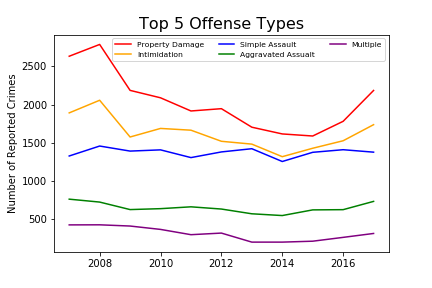 Top 5 Offense Types
Property Damage
Intimidation
Simple Assault
Aggravated Assualt
Multiple
Number of Reported Crimes
2500
2000
1500
1000
500
2008
2010
2012
2014
2016